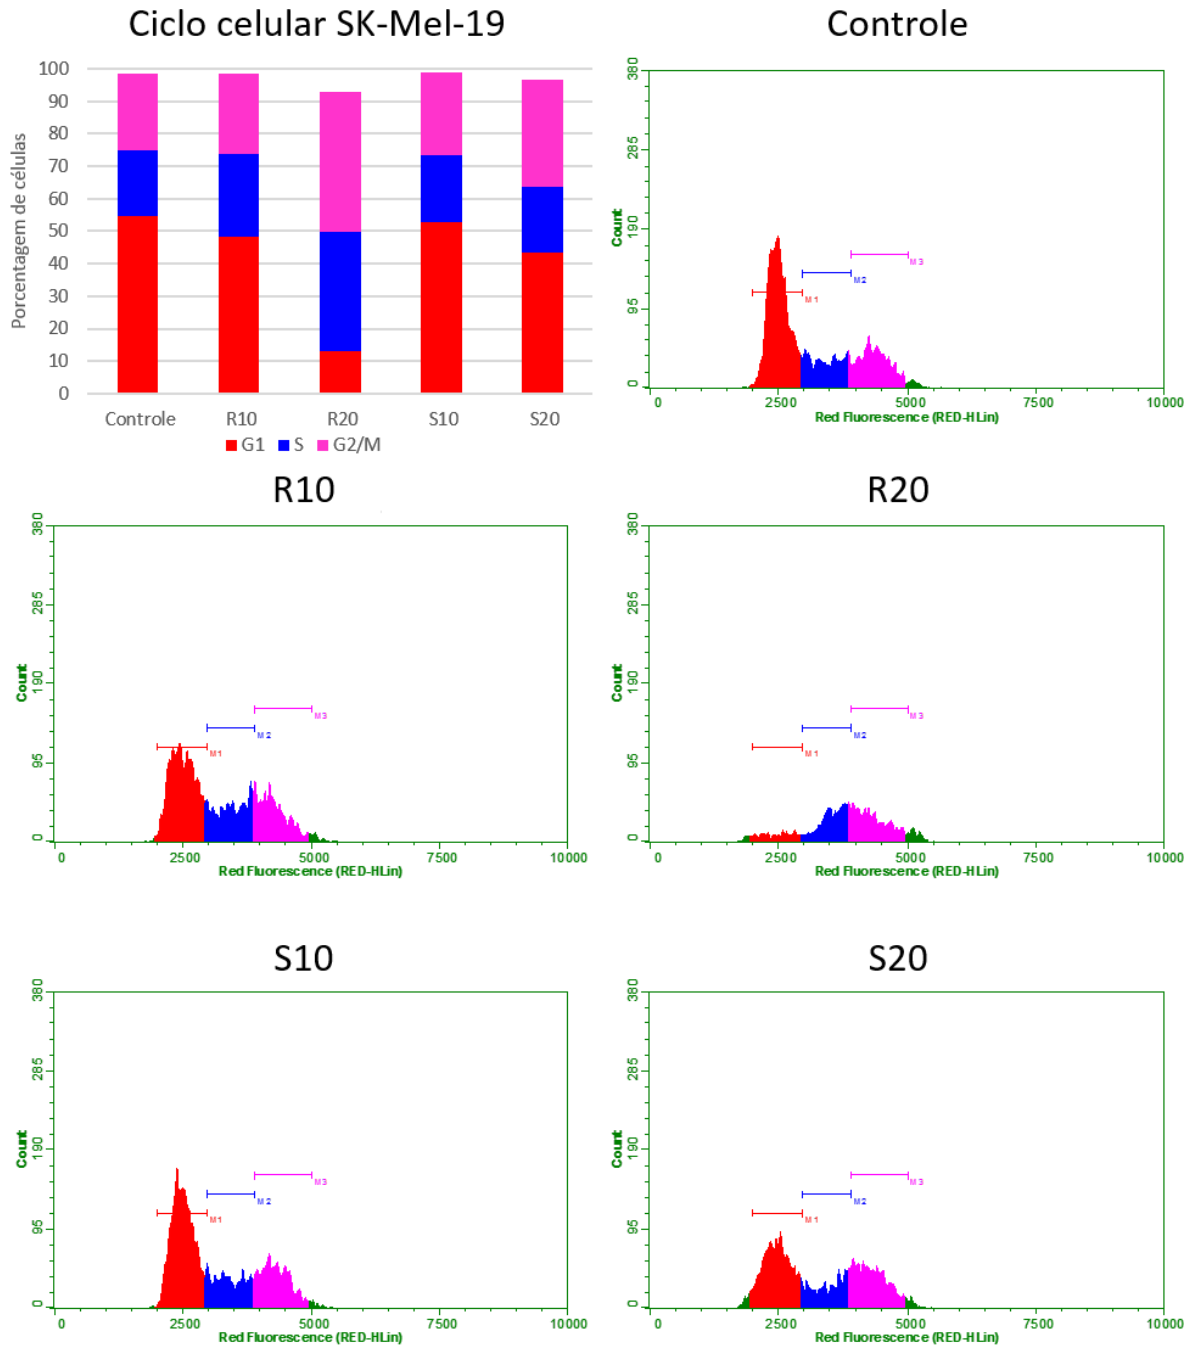 Ciclo celular SK-Mel-19
Porcentagem de células
100
90
80
70
60
50
40
30
20
10
0
Controle R10 R20 S10 S20
G1 S G2/M
Controle
Count
380
285
190
95
0
M1
M2
M3
0 2500 5000 7500 10000
Red Fluorescence (RED-HLin)
R10
Count
380
285
190
95
0
M1
M2
M3
0 2500 5000 7500 10000
Red Fluorescence (RED-HLin)
R20
Count
380
285
190
95
0
M1
M2
M3
0 2500 5000 7500 10000
Red Fluorescence (RED-HLin)
S10
Count
380
285
190
95
0
M1
M2
M3
0 2500 5000 7500 10000
Red Fluorescence (RED-HLin)
S20
Count
380
285
190
95
0
M1
M2
M3
0 2500 5000 7500 10000
Red Fluorescence (RED-HLin)